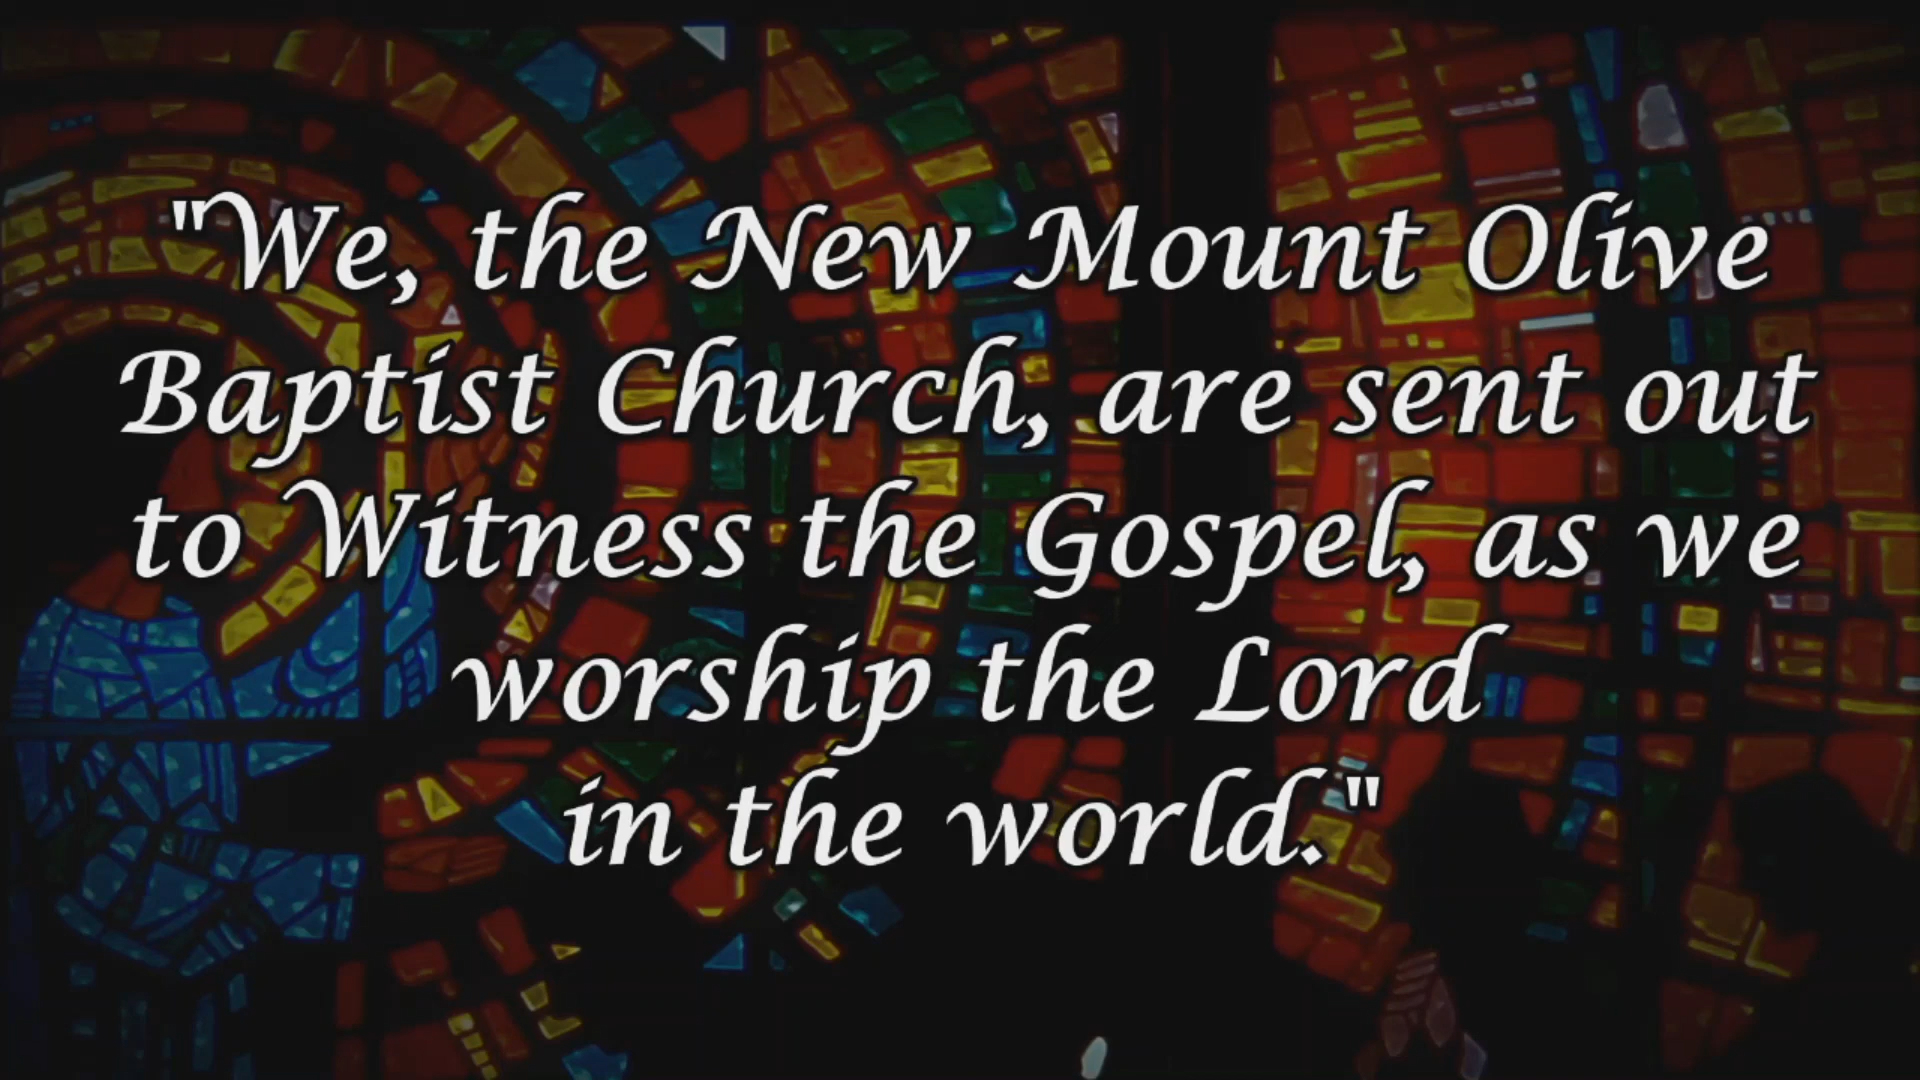 "We, the New Mount Olive
Baptist Church, are sent out
to Witness the Gospel, as we
worship the Lord
in the world."